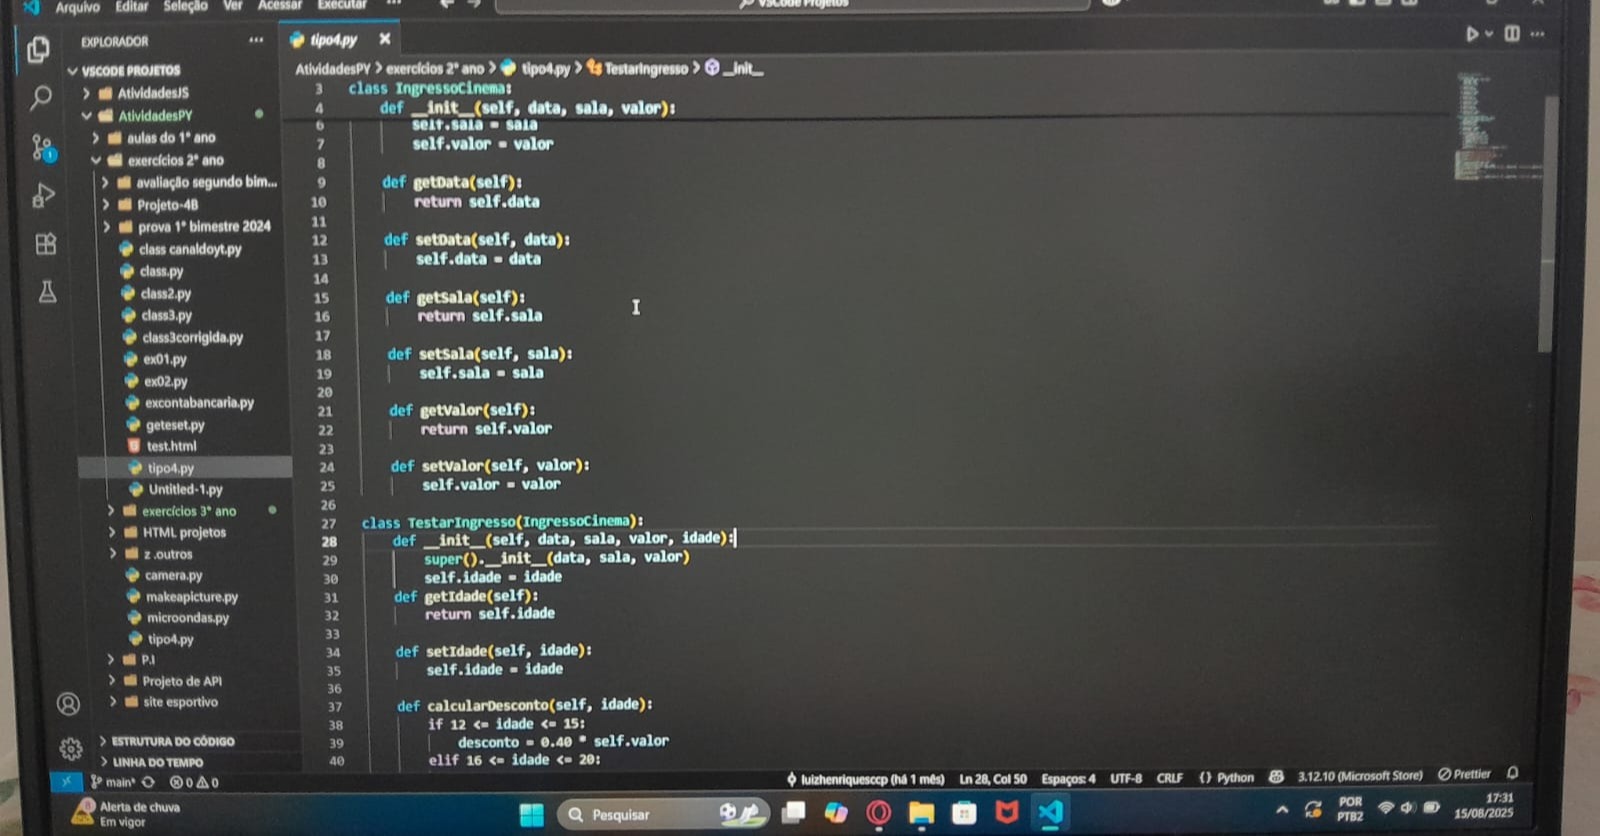 Arquivo Editar Seleção Ver Acessar Executar ...
VSCode Projetos
EXPLORADOR ...
tipo4.py
VSCODE PROJETOS
AtividadesJS
AtividadesPY
aulas do 1° ano
exercícios 2° ano
avaliação segundo bim...
Projeto-4B
prova 1° bimestre 2024
class canaldoyt.py
class.py
class2.py
class3.py
class3corrigida.py
ex01.py
ex02.py
excontabancaria.py
geteset.py
test.html
tipo4.py
Untitled-1.py
exercícios 3° ano
HTML projetos
z .outros
camera.py
makeapicture.py
microondas.py
tipo4.py
P.I
Projeto de API
site esportivo
ESTRUTURA DO CÓDIGO
LINHA DO TEMPO
AtividadesPY > exercícios 2° ano > tipo4.py > TestarIngresso > __init__
3 class IngressoCinema:
4 def __init__(self, data, sala, valor):
6 self.sala = sala
7 self.valor = valor
8
9 def getData(self):
10 return self.data
11
12 def setData(self, data):
13 self.data = data
14
15 def getSala(self):
16 return self.sala
17
18 def setSala(self, sala):
19 self.sala = sala
20
21 def getValor(self):
22 return self.valor
23
24 def setValor(self, valor):
25 self.valor = valor
26
27 class TestarIngresso(IngressoCinema):
28 def __init__(self, data, sala, valor, idade):
29 super().__init__(data, sala, valor)
30 self.idade = idade
31 def getIdade(self):
32 return self.idade
33
34 def setIdade(self, idade):
35 self.idade = idade
36
37 def calcularDesconto(self, idade):
38 if 12 <= idade <= 15:
39 desconto = 0.40 * self.valor
40 elif 16 <= idade <= 20:
main* 0 0 luizhenriquesccp (há 1 mês) Ln 28, Col 50 Espaços: 4 UTF-8 CRLF {} Python 3.12.10 (Microsoft Store) Prettier
Alerta de chuva
Em vigor
Pesquisar
POR
PTB2
17:31
15/08/2025